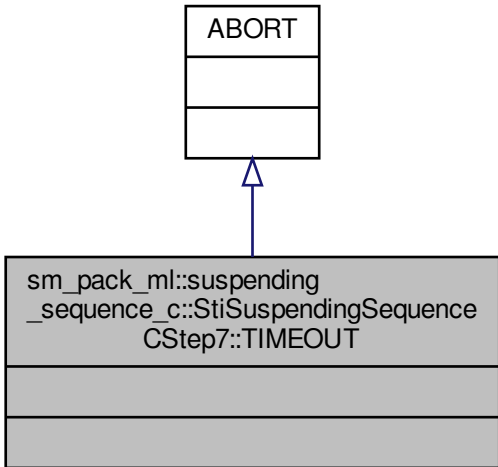 ABORT
sm_pack_ml::suspending
_sequence_c::StiSuspendingSequence
CStep7::TIMEOUT